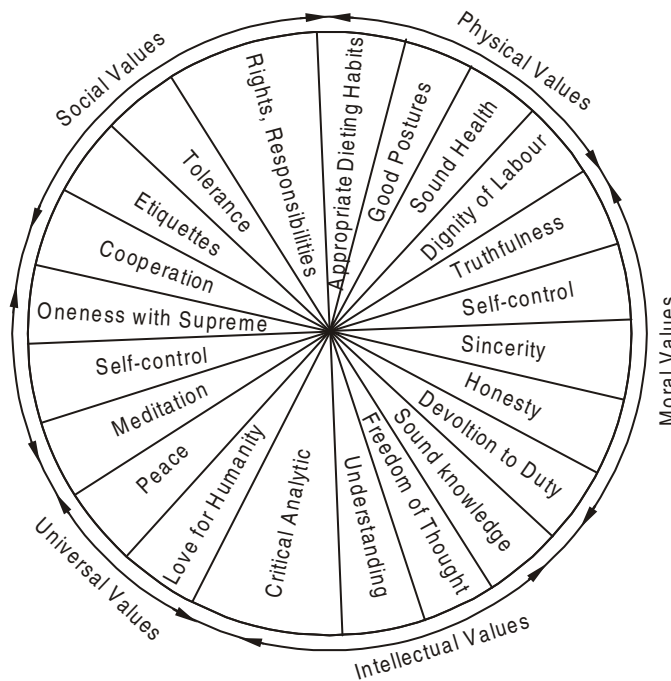 Physical Values
Appropriate Dieting Habits
Good Postures
Sound Health
Dignity of Labour
Moral Values
Truthfulness
Self-control
Sincerity
Honesty
Devoltion to Duty
Intellectual Values
Sound knowledge
Freedom of Thought
Understanding
Critical Analytic
Universal Values
Love for Humanity
Peace
Meditation
Self-control
Oneness with Supreme
Social Values
Cooperation
Etiquettes
Tolerance
Rights, Responsibilities